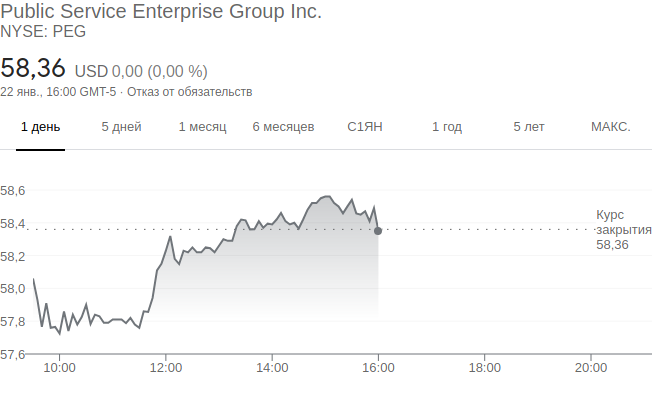 Public Service Enterprise Group Inc.
NYSE: PEG
58,36 USD 0,00 (0,00 %)
22 янв., 16:00 GMT-5 · Отказ от обязательств
1 день 5 дней 1 месяц 6 месяцев С1ЯН 1 год 5 лет МАКС.
58,6
58,4
58,2
58,0
57,8
57,6
Курс
закрытия
58,36
10:00 12:00 14:00 16:00 18:00 20:00